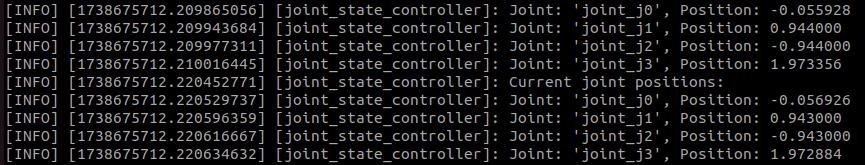 [INFO] [1738675712.209865056] [joint_state_controller]: Joint: 'joint_j0', Position: -0.055928
[INFO] [1738675712.209943684] [joint_state_controller]: Joint: 'joint_j1', Position: 0.944000
[INFO] [1738675712.209977311] [joint_state_controller]: Joint: 'joint_j2', Position: -0.944000
[INFO] [1738675712.210016445] [joint_state_controller]: Joint: 'joint_j3', Position: 1.973356
[INFO] [1738675712.220452771] [joint_state_controller]: Current joint positions:
[INFO] [1738675712.220529737] [joint_state_controller]: Joint: 'joint_j0', Position: -0.056926
[INFO] [1738675712.220596359] [joint_state_controller]: Joint: 'joint_j1', Position: 0.943000
[INFO] [1738675712.220616667] [joint_state_controller]: Joint: 'joint_j2', Position: -0.943000
[INFO] [1738675712.220634632] [joint_state_controller]: Joint: 'joint_j3', Position: 1.972884